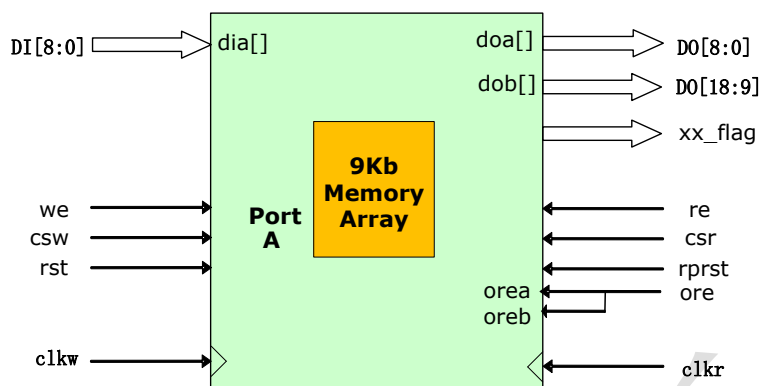 DI[8:0]
dia[]
doa[]
DO[8:0]
dob[]
DO[18:9]
xx_flag
9Kb
Memory
Array
Port
A
we
csw
rst
re
csr
rprst
orea
ore
oreb
clkw
clkr